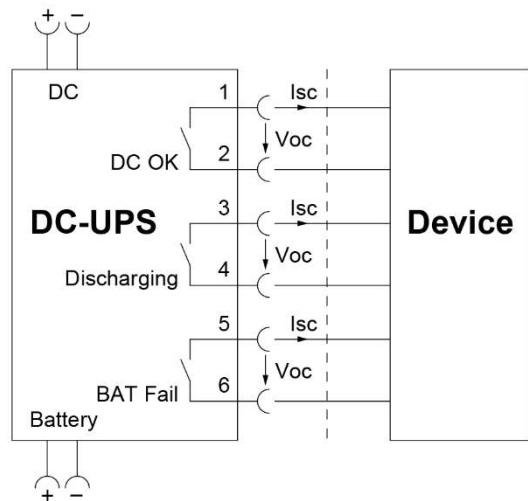 + −
DC
1 Isc
Voc
DC OK 2
3 Isc
DC-UPS Device
Voc
Discharging 4
5 Isc
Voc
BAT Fail 6
Battery
+ −